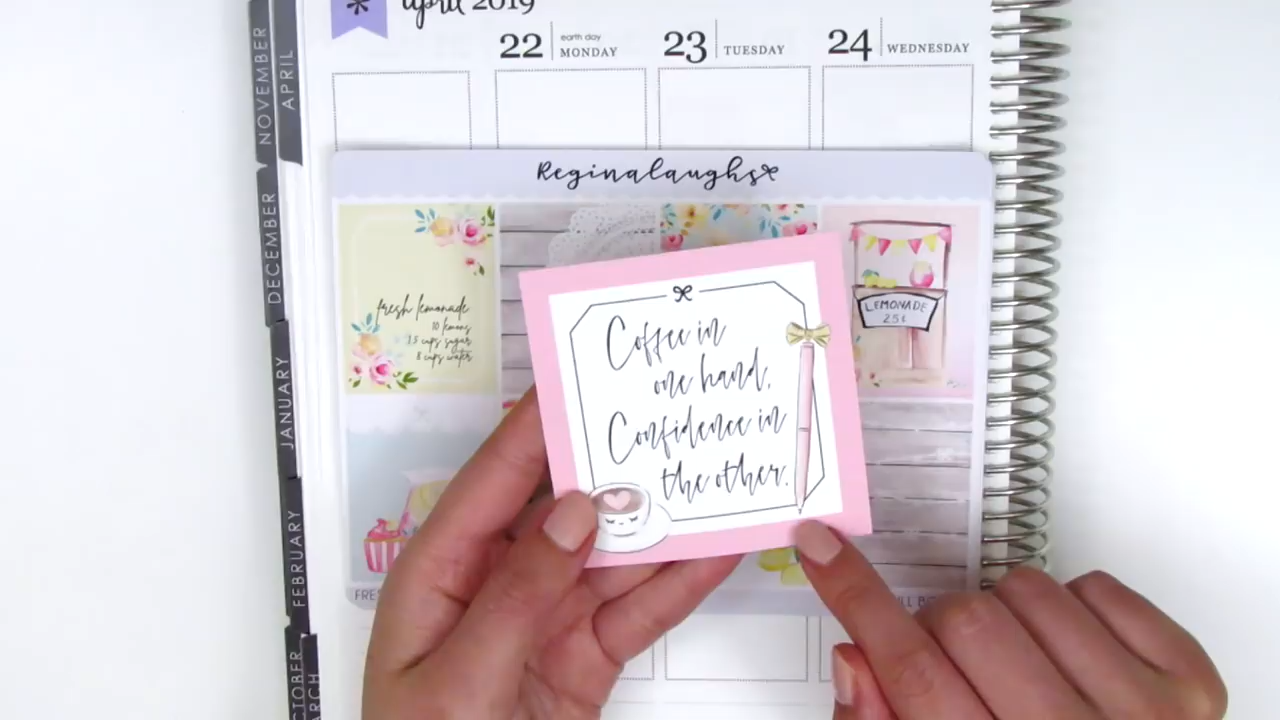 april 2019
22 earth day MONDAY
23 TUESDAY
24 WEDNESDAY
NOVEMBER
APRIL
DECEMBER
JANUARY
FEBRUARY
Reginalaughs
fresh lemonade
10 lemons
1.5 cups sugar
8 cups water
LEMONADE
25¢
Coffee in
one hand,
Confidence in
the other.